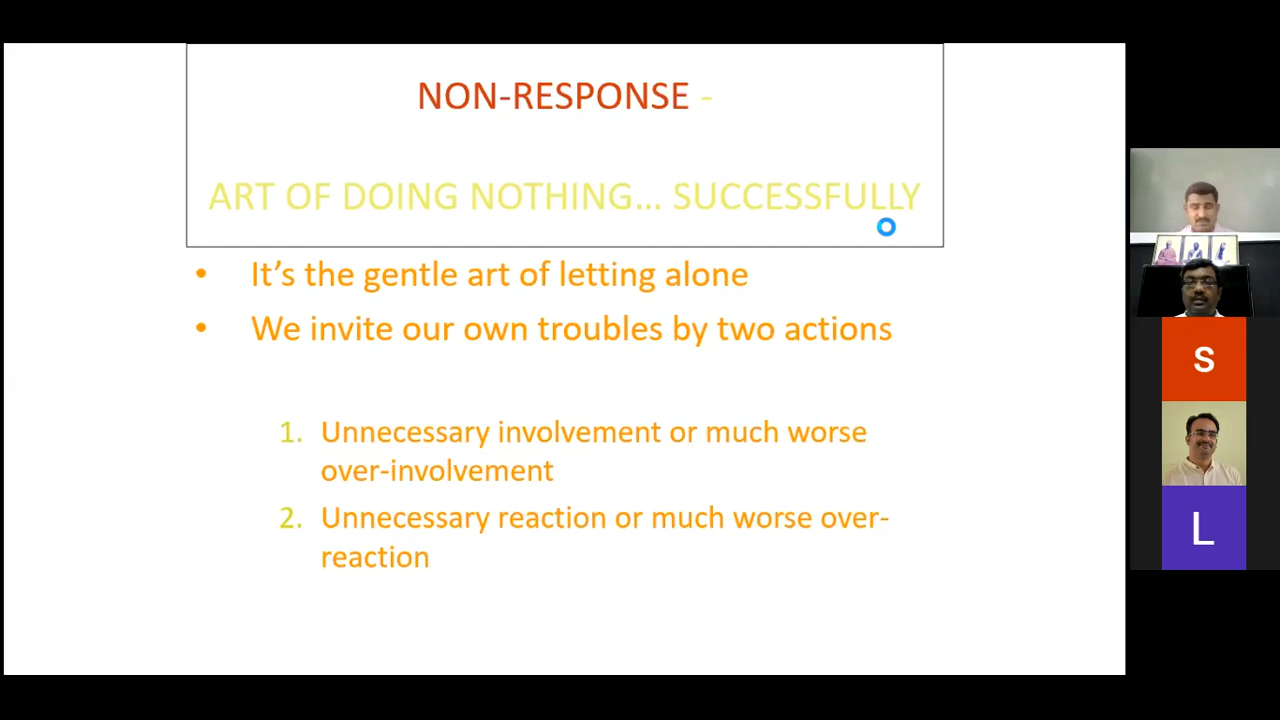 NON-RESPONSE -
ART OF DOING NOTHING... SUCCESSFULLY
• It's the gentle art of letting alone
• We invite our own troubles by two actions
1. Unnecessary involvement or much worse
over-involvement
2. Unnecessary reaction or much worse over-
reaction
S
L